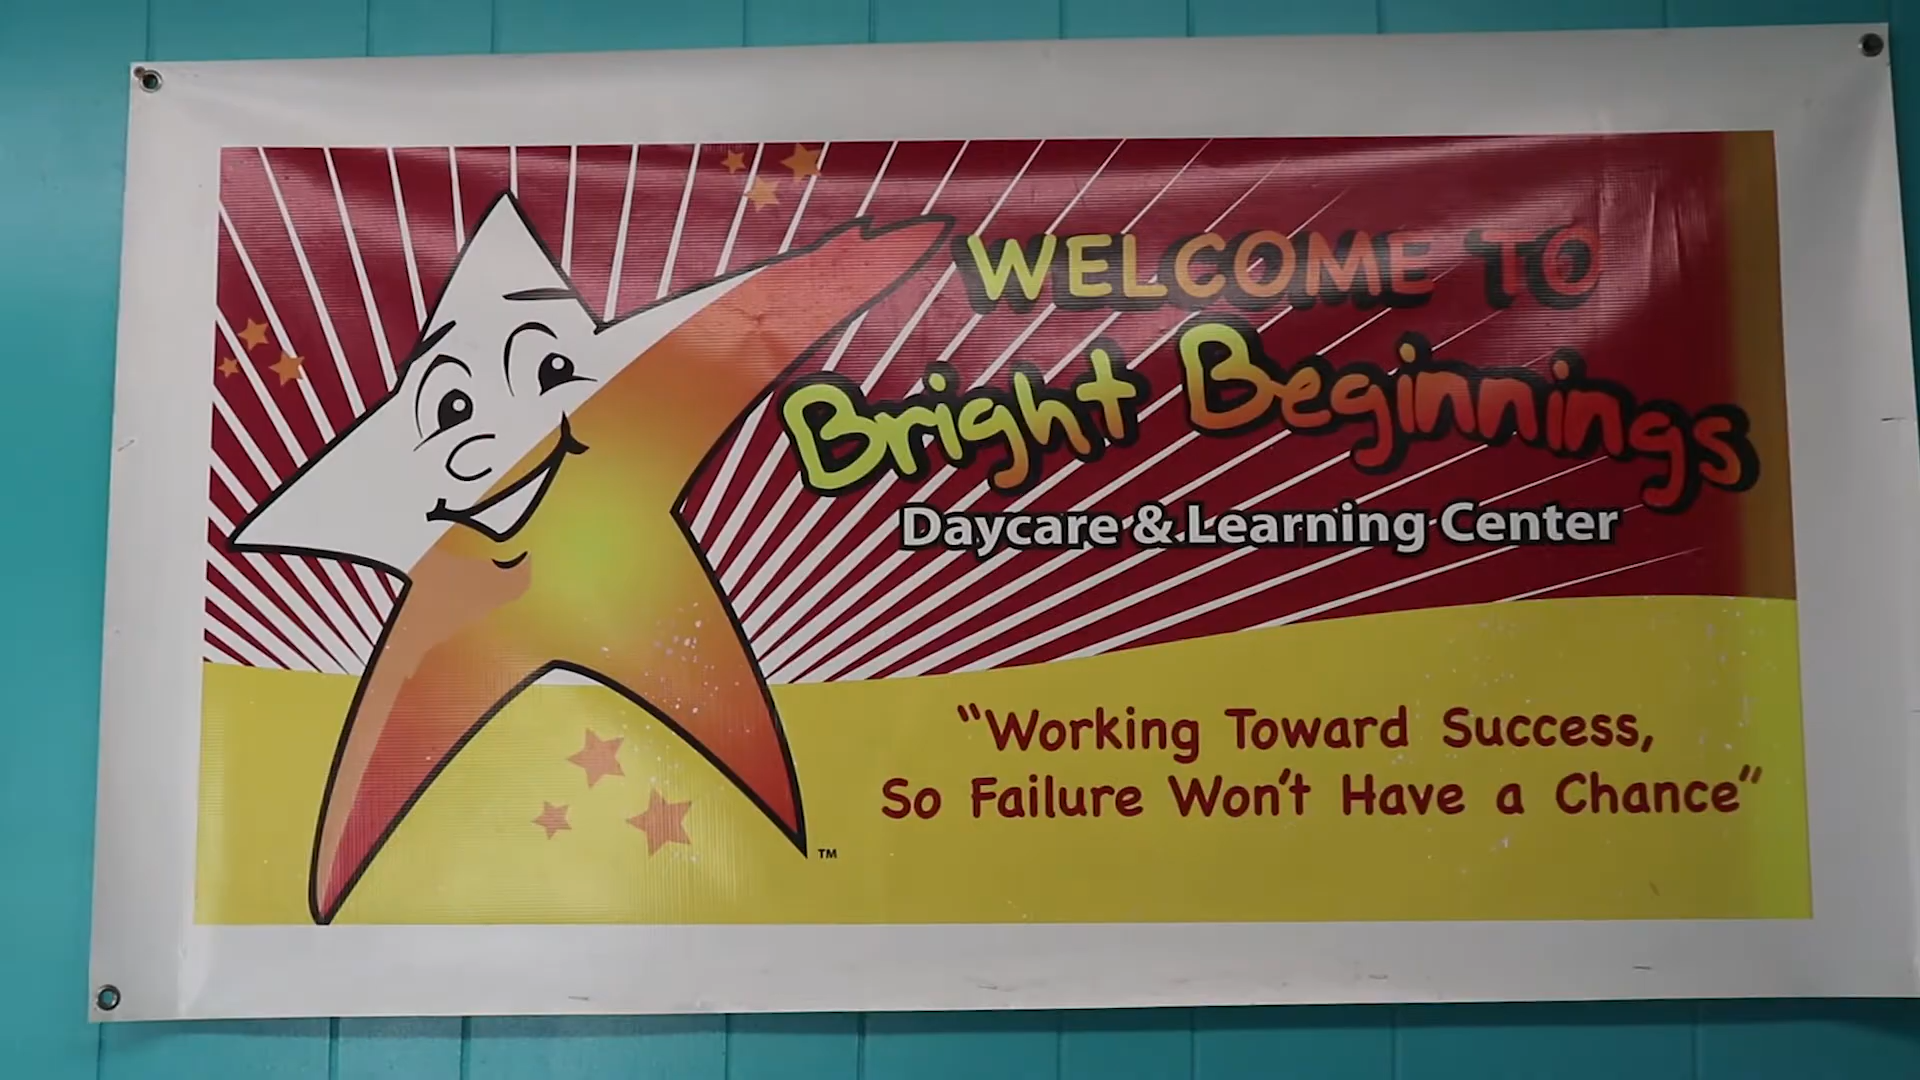 WELCOME TO
Bright Beginnings
Daycare & Learning Center
"Working Toward Success,
So Failure Won't Have a Chance"
TM